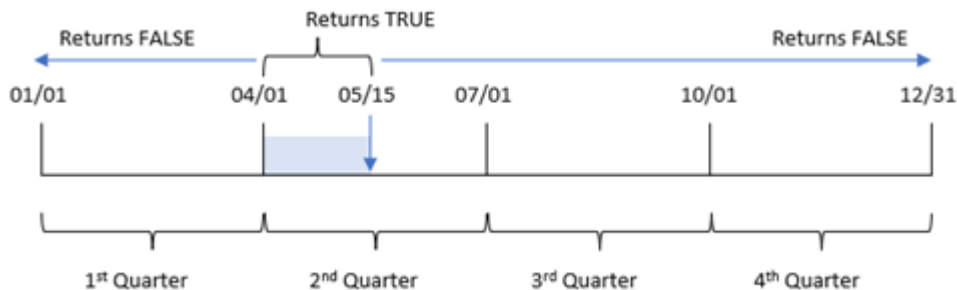 Returns TRUE
Returns FALSE
Returns FALSE
01/01
04/01
05/15
07/01
10/01
12/31
1st Quarter
2nd Quarter
3rd Quarter
4th Quarter